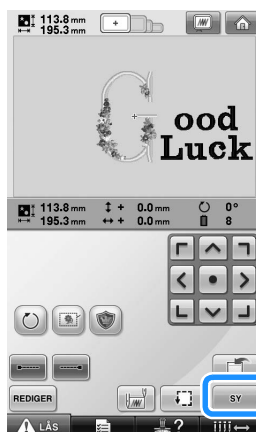 113.8 mm
195.3 mm
Good
Luck
113.8 mm + 0.0 mm 0°
195.3 mm + 0.0 mm 8
REDIGER SY
LÅS ?